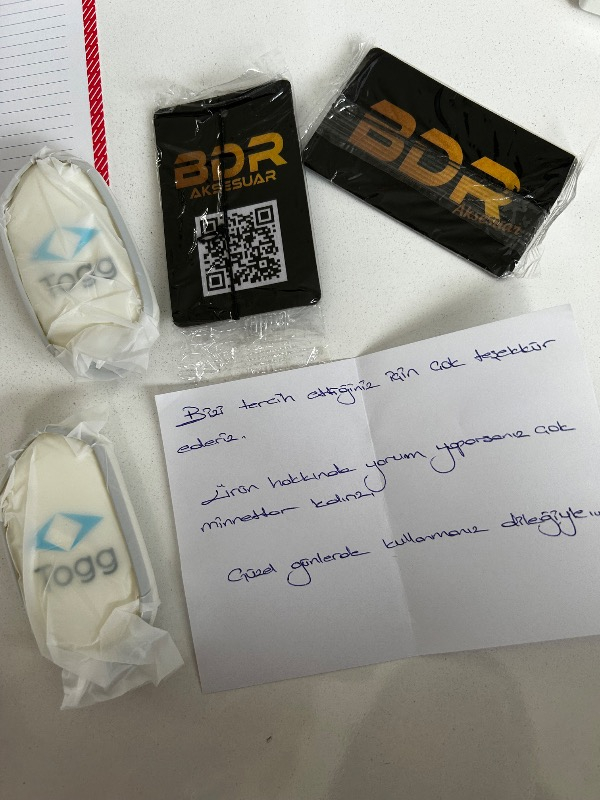 BDR
AKSESUAR
BDR
AKSESUAR
Togg
Togg
Bizi tercih ettiğiniz için çok teşekkür
ederiz.
Ürün hakkında yorum yaparsanız çok
minnettar kalırız,
Güzel günlerde kullanmanız dileğiyle...